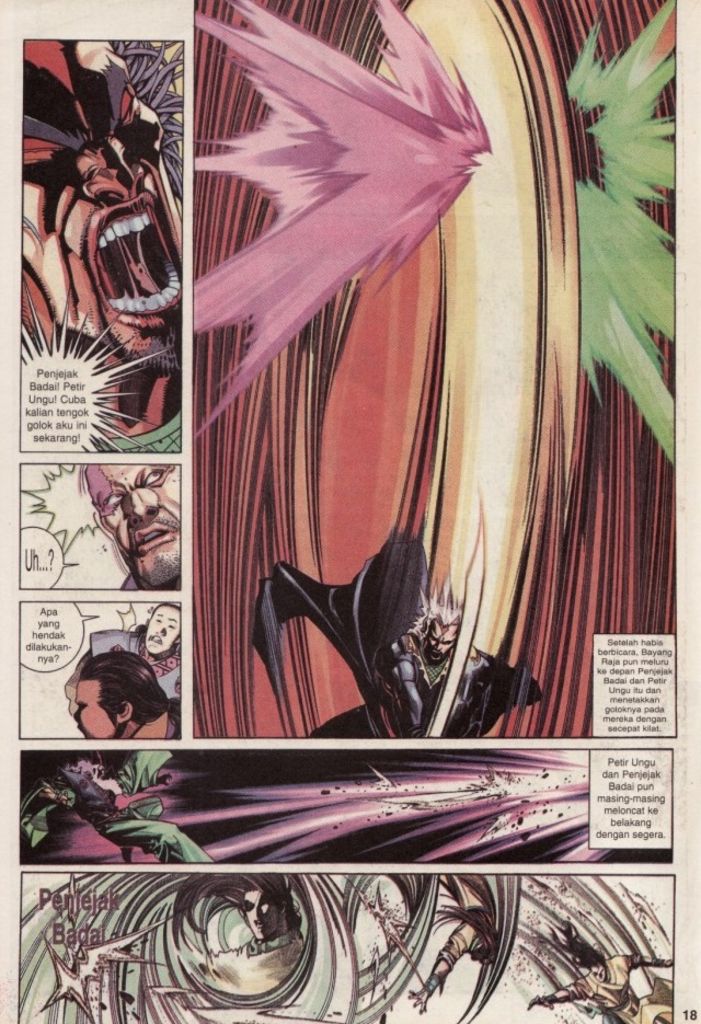 Penjejak
Badai! Petir
Ungu! Cuba
kalian tengok
golok aku ini
sekarang!
Uh...?
Apa
yang
hendak
dilakukan-
nya?
Setelah habis
berbicara, Bayang
Raja pun meluru
ke depan Penjejak
Badai dan Petir
Ungu itu dan
menetakkan
goloknya pada
mereka dengan
secepat kilat.
Petir Ungu
dan Penjejak
Badai pun
masing-masing
meloncat ke
belakang
dengan segera.
Penjejak
Badai
18